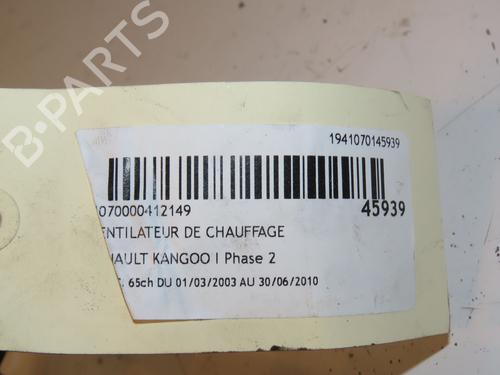 B-PARTS
1941070145939
070000412149
45939
ENTILATEUR DE CHAUFFAGE
NAULT KANGOO I Phase 2
65ch DU 01/03/2003 AU 30/06/2010